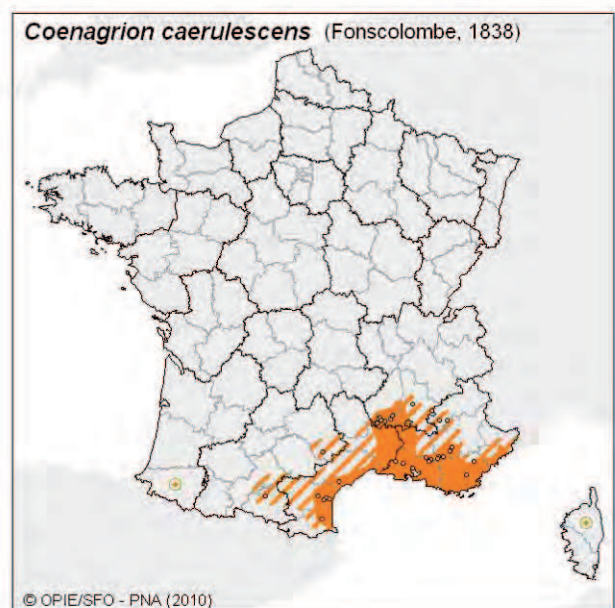 Coenagrion caerulescens (Fonscolombe, 1838)
© OPIE/SFO - PNA (2010)